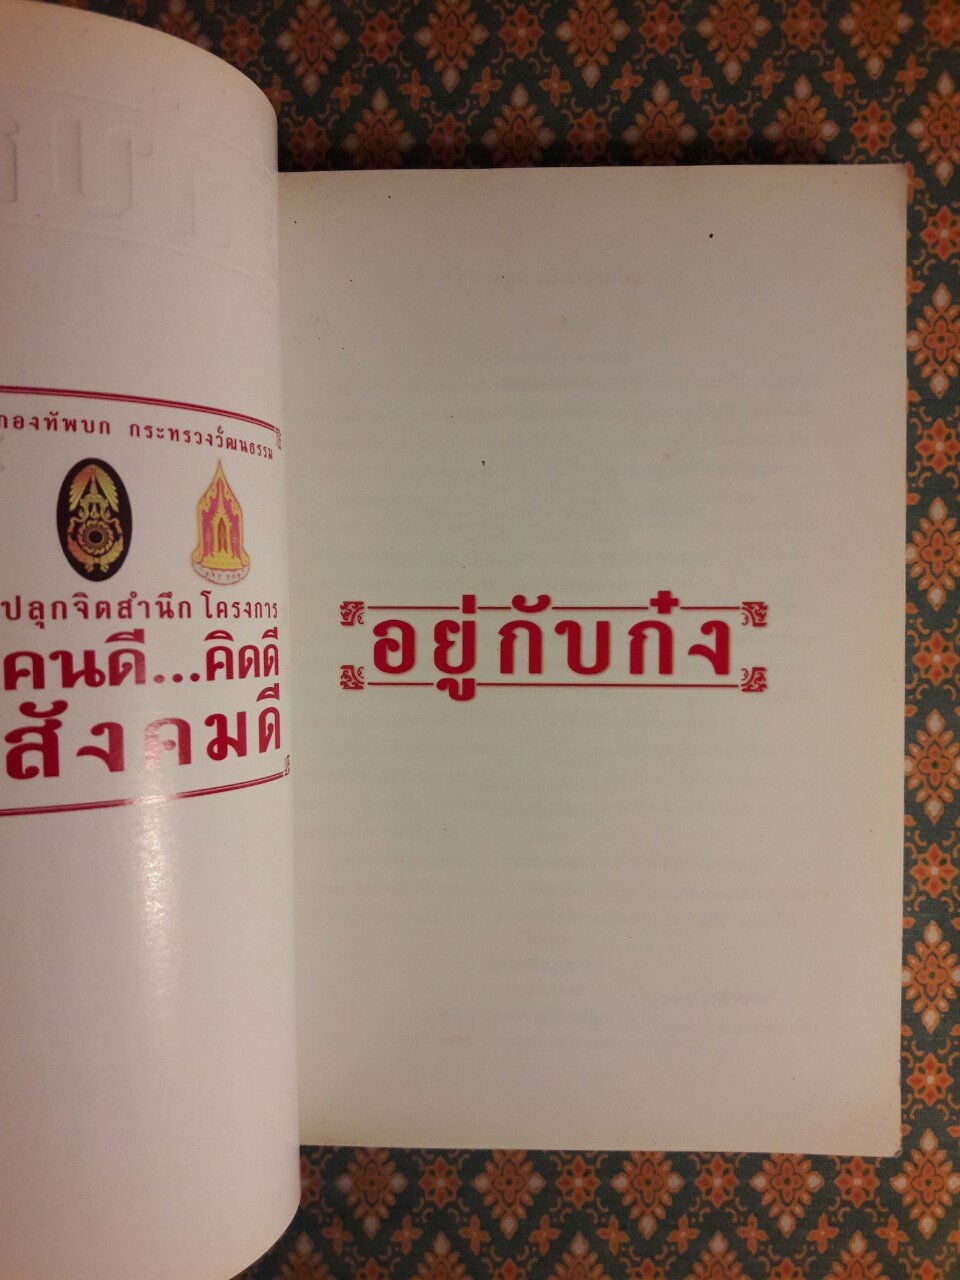 กองทัพบก กระทรวงวัฒนธรรม
ปลุกจิตสำนึก โครงการ
คนดี...คิดดี
สังคมดี
อยู่กับก๋ง